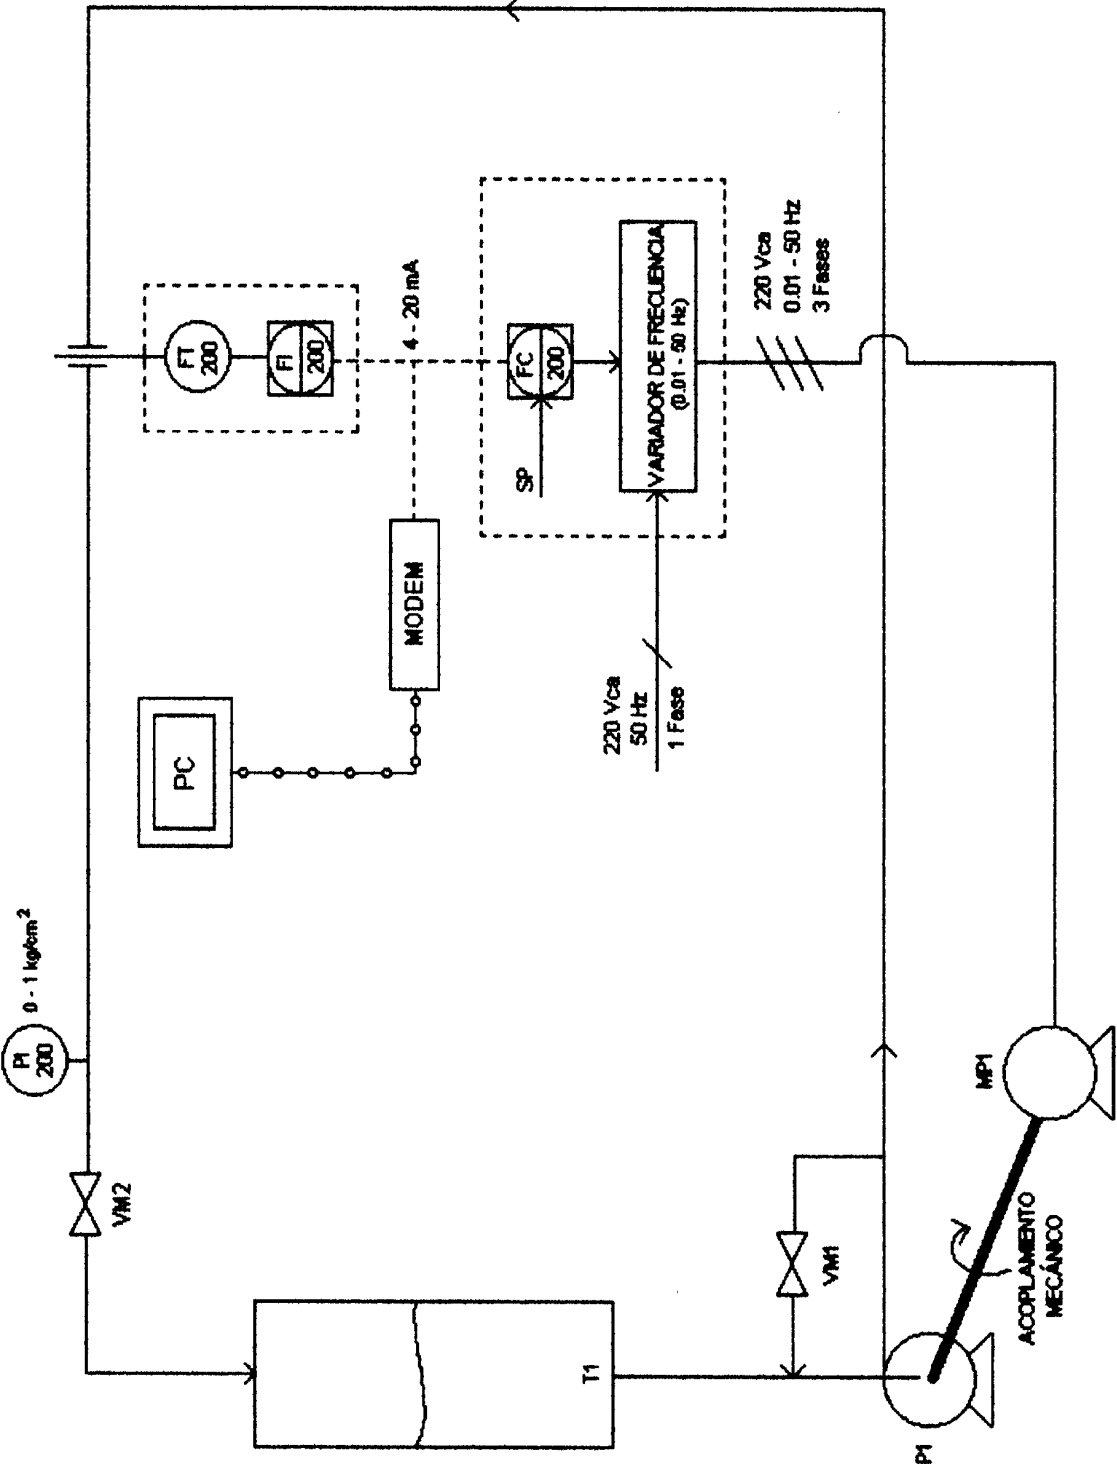 PI
200
0 - 1 kg/cm²
VM2
FT
200
FI
200
4 - 20 mA
PC
MODEM
SP
FC
200
VARIADOR DE FRECUENCIA
(0.01 - 50 Hz)
220 Vca
50 Hz
1 Fase
220 Vca
0.01 - 50 Hz
3 Fases
T1
VM1
P1
ACOPLAMIENTO
MECÁNICO
MP1